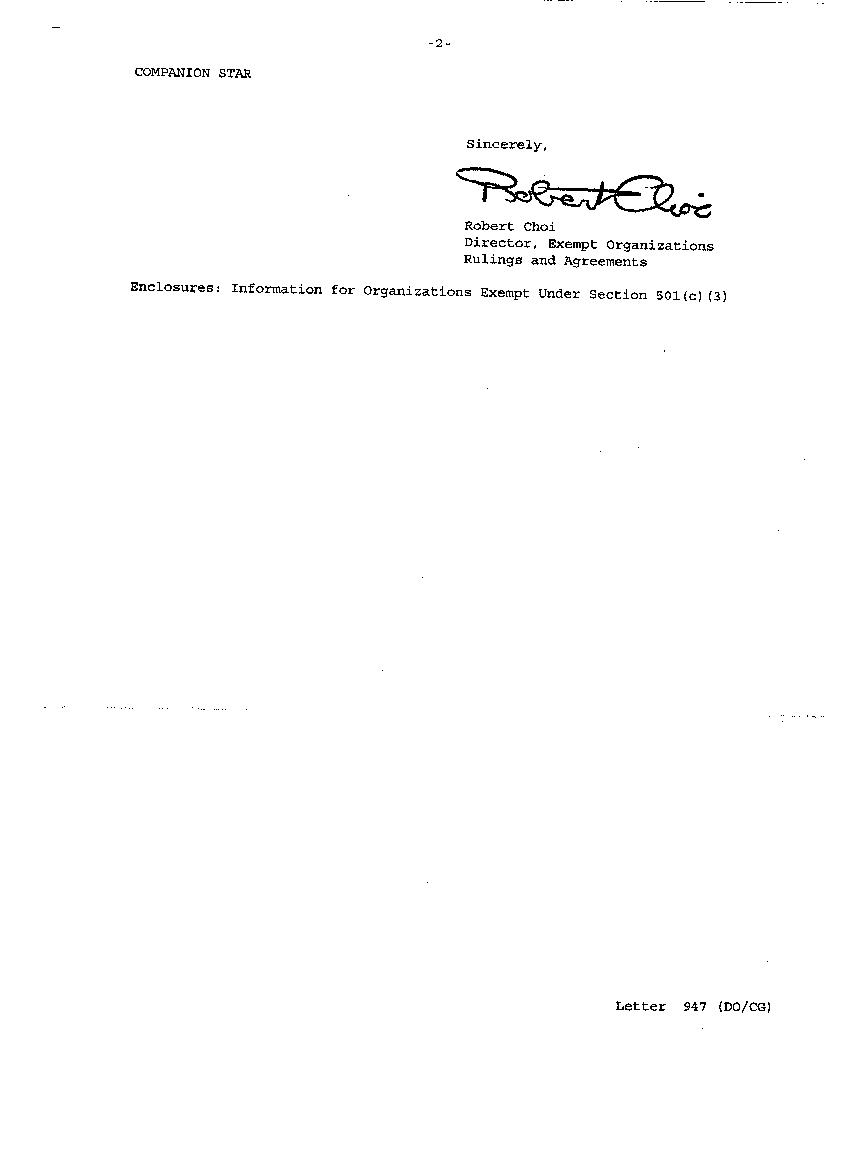 -2-
COMPANION STAR
Sincerely,
Robert Choi
Robert Choi
Director, Exempt Organizations
Rulings and Agreements
Enclosures: Information for Organizations Exempt Under Section 501(c)(3)
Letter 947 (DO/CG)